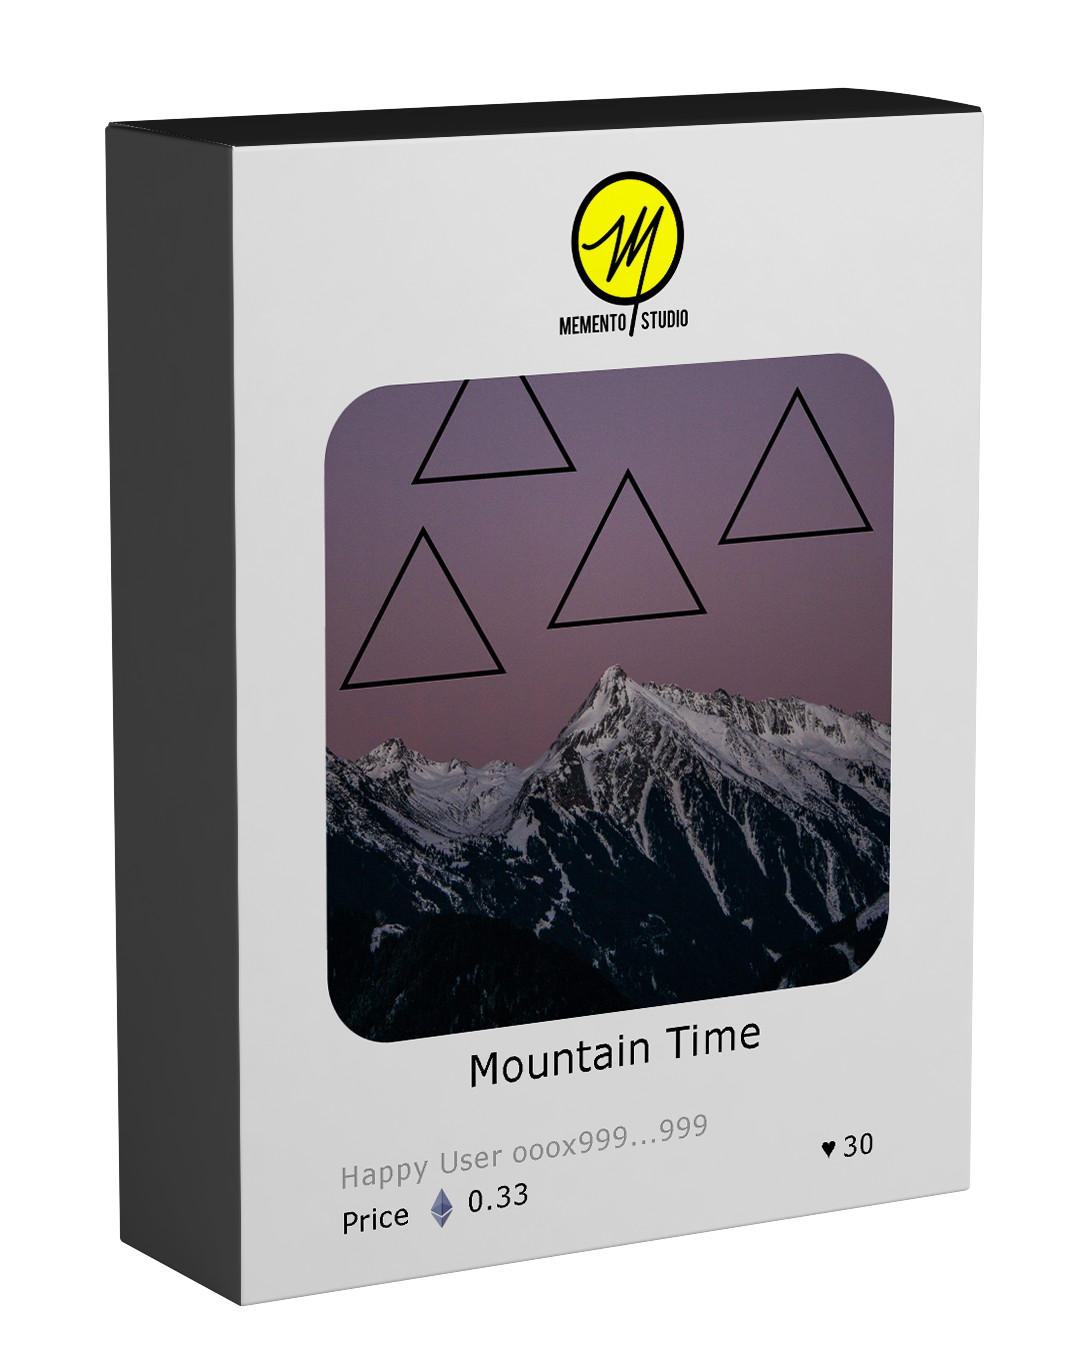 MEMENTO STUDIO
Mountain Time
Happy User ooox999...999
♥ 30
Price 0.33